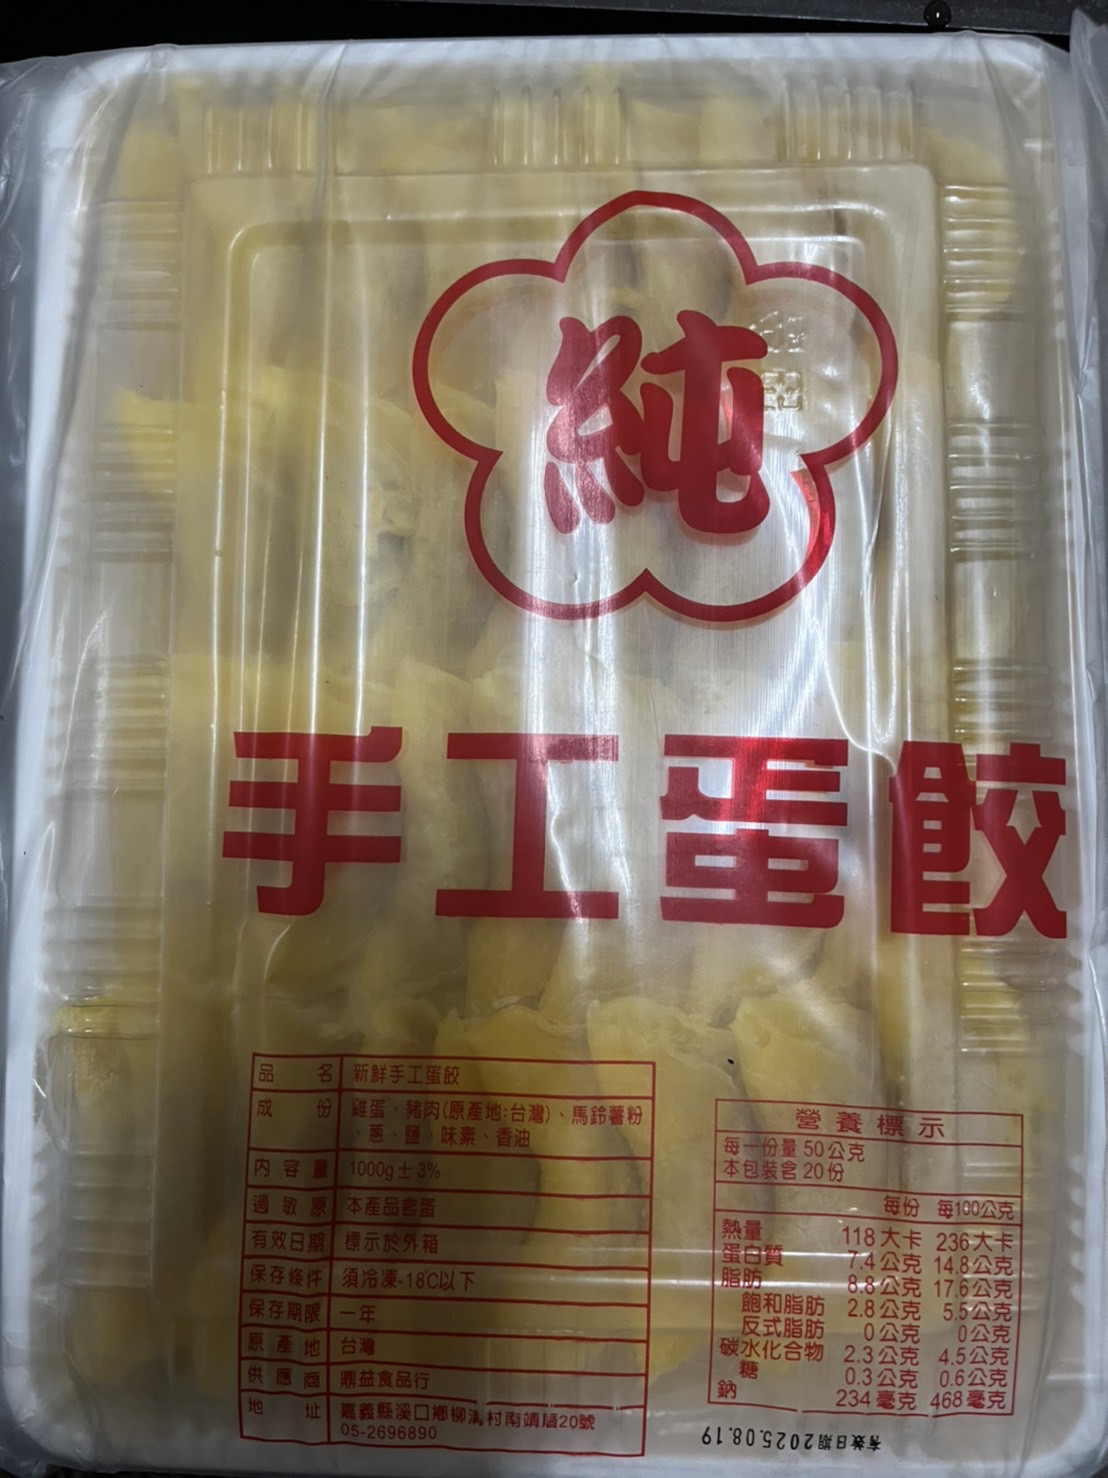 純
手工蛋餃
品名 新鮮手工蛋餃
成份 雞蛋、豬肉(原產地:台灣)、馬鈴薯粉
、蔥、鹽、味素、香油
內容量 1000g±3%
過敏原 本產品含蛋
有效日期 標示於外箱
保存條件 須冷凍-18℃以下
保存期限 一年
原產地 台灣
供應商 鼎益食品行
地址 嘉義縣溪口鄉柳溝村南靖厝20號
05-2696890
營養標示
每一份量 50公克
本包裝含 20份
每份 每100公克
熱量 118大卡 236大卡
蛋白質 7.4公克 14.8公克
脂肪 8.8公克 17.6公克
飽和脂肪 2.8公克 5.5公克
反式脂肪 0公克 0公克
碳水化合物 2.3公克 4.5公克
糖 0.3公克 0.6公克
鈉 234毫克 468毫克
有效日期2025.08.19